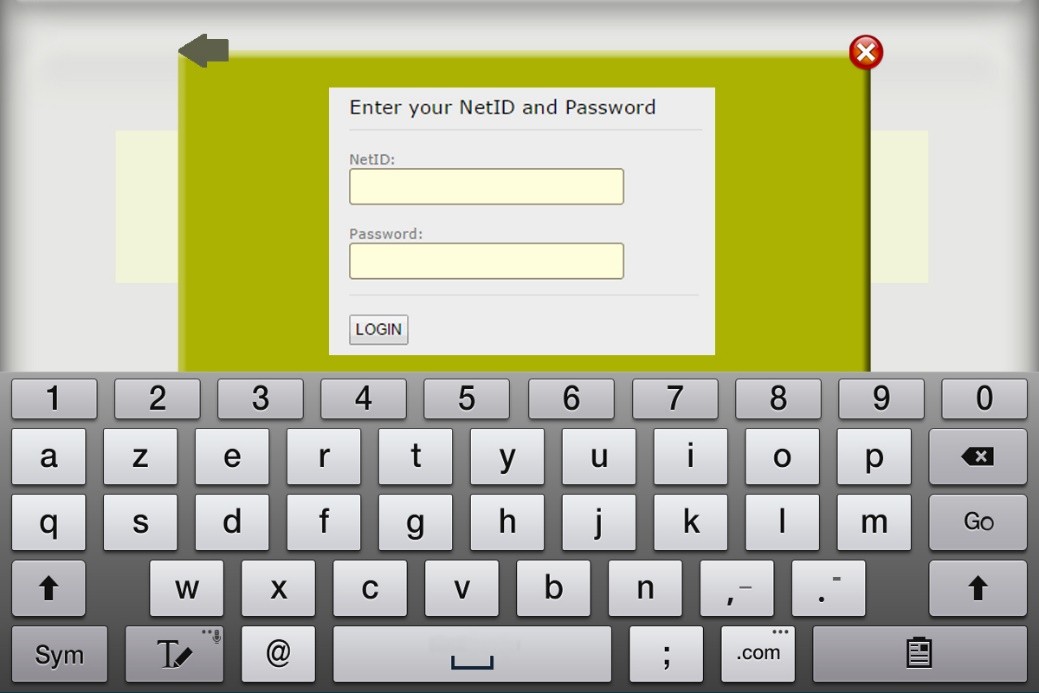 Enter your NetID and Password
NetID:
Password:
LOGIN
1 2 3 4 5 6 7 8 9 0
a z e r t y u i o p
q s d f g h j k l m Go
w x c v b n , – . -
Sym T @ ; .com